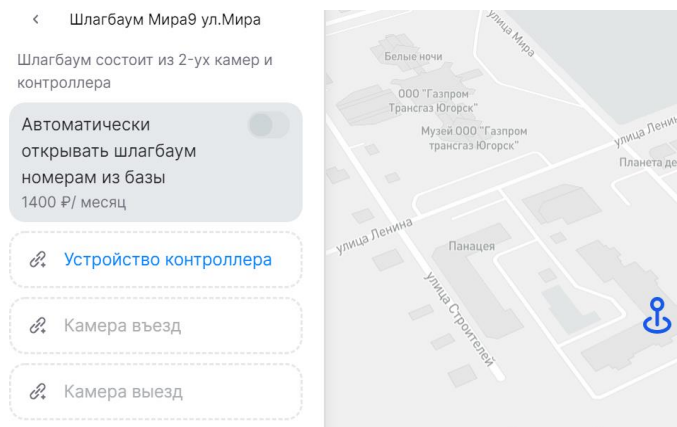 Шлагбаум Мира9 ул.Мира
Шлагбаум состоит из 2-ух камер и
контроллера
Автоматически
открывать шлагбаум
номерам из базы
1400 ₽/ месяц
Устройство контроллера
Камера въезд
Камера выезд
улица Мира
Белые ночи
ООО "Газпром
Трансгаз Югорск"
Музей ООО "Газпром
трансгаз Югорск"
улица Ленин
Планета де
улица Ленина
Панацея
улица Строителей